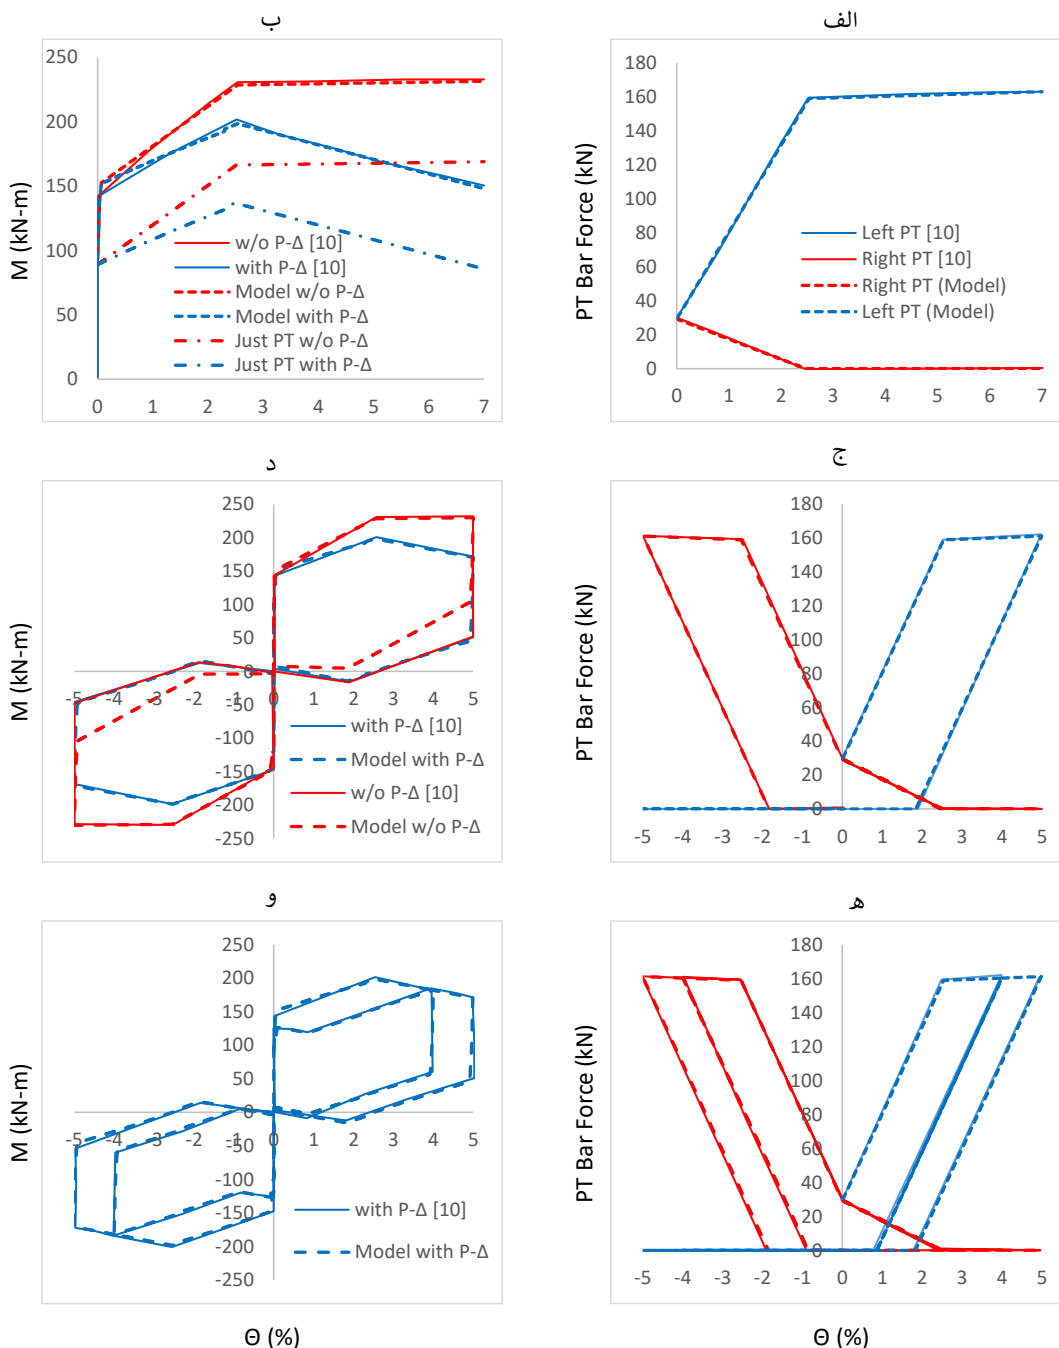 الف
PT Bar Force (kN)
180
160
140
120
100
80
60
40
20
0
0 1 2 3 4 5 6 7
Left PT [10]
Right PT [10]
Right PT (Model)
Left PT (Model)
ب
M (kN-m)
250
200
150
100
50
0
0 1 2 3 4 5 6 7
w/o P-Δ [10]
with P-Δ [10]
Model w/o P-Δ
Model with P-Δ
Just PT w/o P-Δ
Just PT with P-Δ
ج
PT Bar Force (kN)
180
160
140
120
100
80
60
40
20
0
-5 -4 -3 -2 -1 0 1 2 3 4 5
د
M (kN-m)
250
200
150
100
50
0
-50
-100
-150
-200
-250
-5 -4 -3 -2 -1 0 1 2 3 4 5
with P-Δ [10]
Model with P-Δ
w/o P-Δ [10]
Model w/o P-Δ
ه
PT Bar Force (kN)
180
160
140
120
100
80
60
40
20
0
-5 -4 -3 -2 -1 0 1 2 3 4 5
Θ (%)
و
M (kN-m)
250
200
150
100
50
0
-50
-100
-150
-200
-250
-5 -4 -3 -2 -1 0 1 2 3 4 5
with P-Δ [10]
Model with P-Δ
Θ (%)